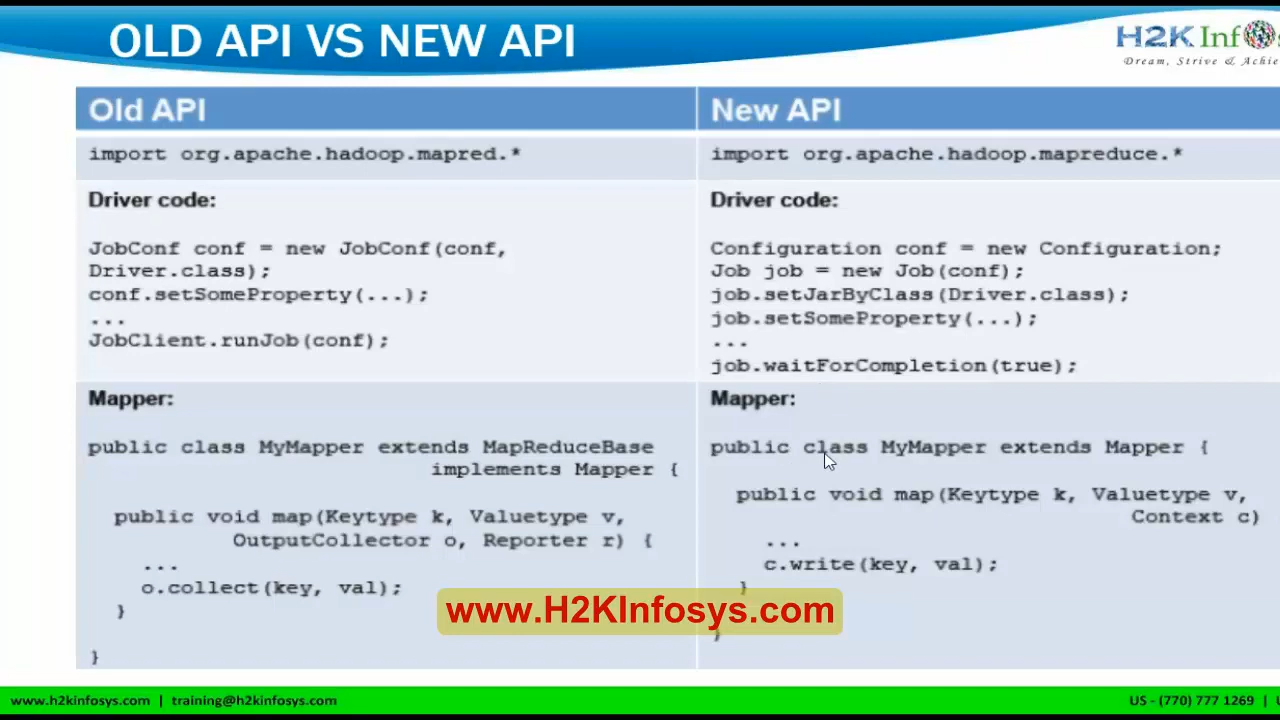 OLD API VS NEW API
H2K Infos
Dream, Strive & Achie
Old API
New API
import org.apache.hadoop.mapred.*
import org.apache.hadoop.mapreduce.*
Driver code:
JobConf conf = new JobConf(conf,
Driver.class);
conf.setSomeProperty(...);
...
JobClient.runJob(conf);
Driver code:
Configuration conf = new Configuration;
Job job = new Job(conf);
job.setJarByClass(Driver.class);
job.setSomeProperty(...);
...
job.waitForCompletion(true);
Mapper:
public class MyMapper extends MapReduceBase
implements Mapper {
public void map(Keytype k, Valuetype v,
OutputCollector o, Reporter r) {
...
o.collect(key, val);
}
}
Mapper:
public class MyMapper extends Mapper {
public void map(Keytype k, Valuetype v,
Context c)
...
c.write(key, val);
}
}
www.H2KInfosys.com
www.h2kinfosys.com | training@h2kinfosys.com
US - (770) 777 1269 |